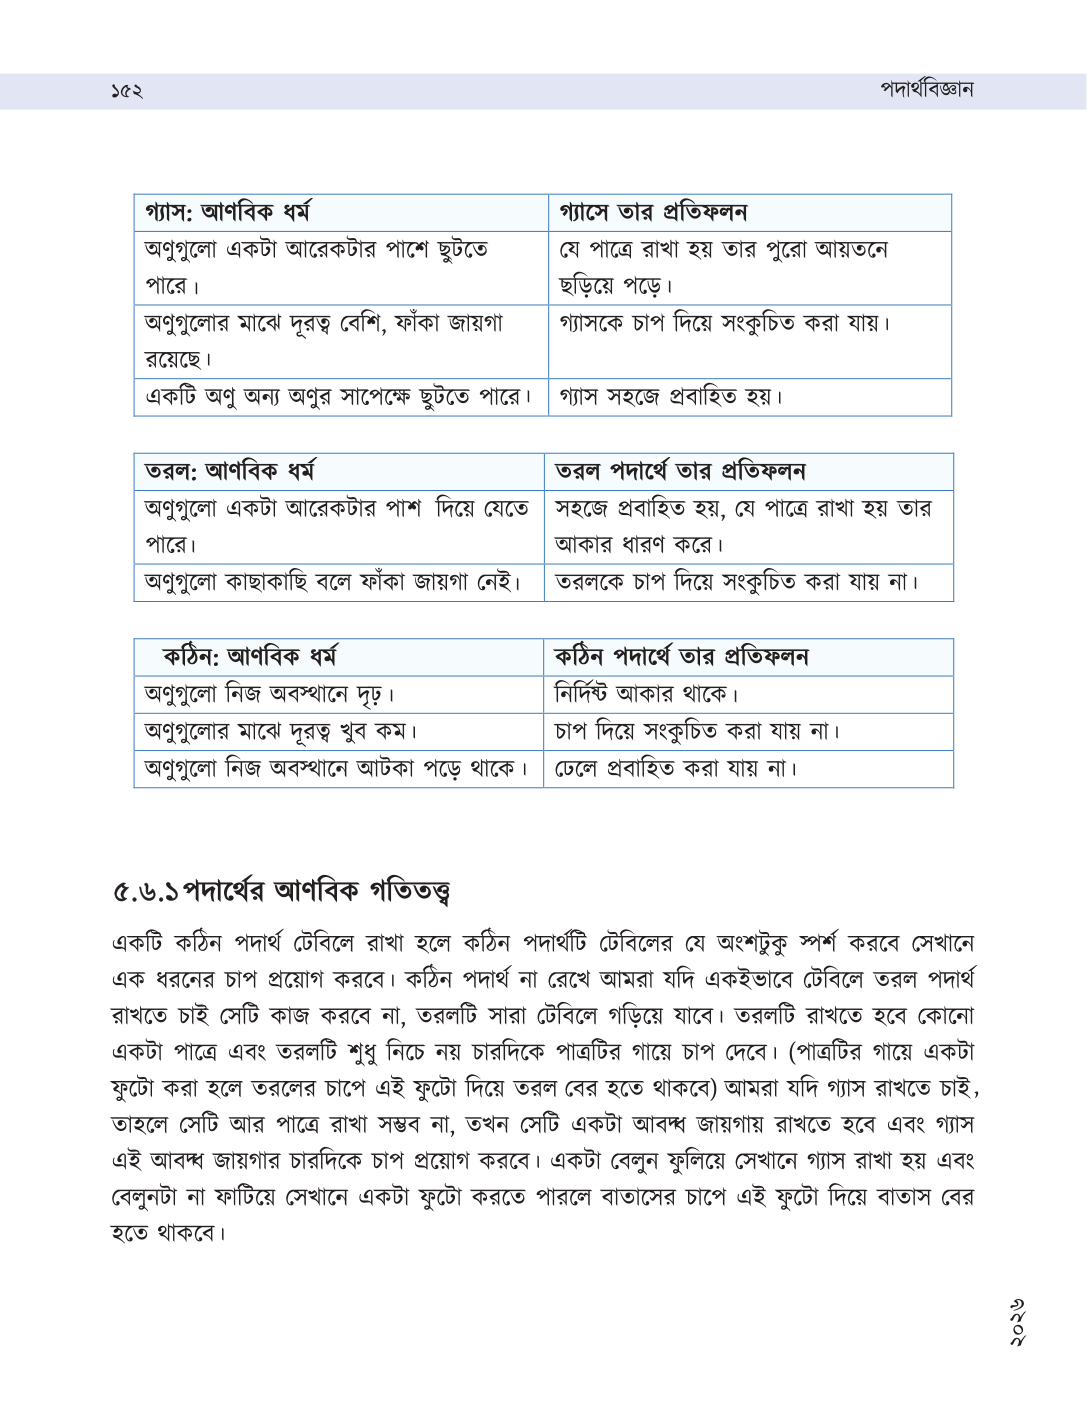 ১৫২
পদার্থবিজ্ঞান
গ্যাস: আণবিক ধর্ম
গ্যাসে তার প্রতিফলন
অণুগুলো একটা আরেকটার পাশে ছুটতে
পারে।
যে পাত্রে রাখা হয় তার পুরো আয়তনে
ছড়িয়ে পড়ে।
অণুগুলোর মাঝে দূরত্ব বেশি, ফাঁকা জায়গা
রয়েছে।
গ্যাসকে চাপ দিয়ে সংকুচিত করা যায়।
একটি অণু অন্য অণুর সাপেক্ষে ছুটতে পারে।
গ্যাস সহজে প্রবাহিত হয়।
তরল: আণবিক ধর্ম
তরল পদার্থে তার প্রতিফলন
অণুগুলো একটা আরেকটার পাশ দিয়ে যেতে
পারে।
সহজে প্রবাহিত হয়, যে পাত্রে রাখা হয় তার
আকার ধারণ করে।
অণুগুলো কাছাকাছি বলে ফাঁকা জায়গা নেই।
তরলকে চাপ দিয়ে সংকুচিত করা যায় না।
কঠিন: আণবিক ধর্ম
কঠিন পদার্থে তার প্রতিফলন
অণুগুলো নিজ অবস্থানে দৃঢ়।
নির্দিষ্ট আকার থাকে।
অণুগুলোর মাঝে দূরত্ব খুব কম।
চাপ দিয়ে সংকুচিত করা যায় না।
অণুগুলো নিজ অবস্থানে আটকা পড়ে থাকে।
ঢেলে প্রবাহিত করা যায় না।
৫.৬.১ পদার্থের আণবিক গতিতত্ত্ব
একটি কঠিন পদার্থ টেবিলে রাখা হলে কঠিন পদার্থটি টেবিলের যে অংশটুকু স্পর্শ করবে সেখানে
এক ধরনের চাপ প্রয়োগ করবে। কঠিন পদার্থ না রেখে আমরা যদি একইভাবে টেবিলে তরল পদার্থ
রাখতে চাই সেটি কাজ করবে না, তরলটি সারা টেবিলে গড়িয়ে যাবে। তরলটি রাখতে হবে কোনো
একটা পাত্রে এবং তরলটি শুধু নিচে নয় চারদিকে পাত্রটির গায়ে চাপ দেবে। (পাত্রটির গায়ে একটা
ফুটো করা হলে তরলের চাপে এই ফুটো দিয়ে তরল বের হতে থাকবে) আমরা যদি গ্যাস রাখতে চাই,
তাহলে সেটি আর পাত্রে রাখা সম্ভব না, তখন সেটি একটা আবদ্ধ জায়গায় রাখতে হবে এবং গ্যাস
এই আবদ্ধ জায়গার চারদিকে চাপ প্রয়োগ করবে। একটা বেলুন ফুলিয়ে সেখানে গ্যাস রাখা হয় এবং
বেলুনটা না ফাটিয়ে সেখানে একটা ফুটো করতে পারলে বাতাসের চাপে এই ফুটো দিয়ে বাতাস বের
হতে থাকবে।
২০২৬